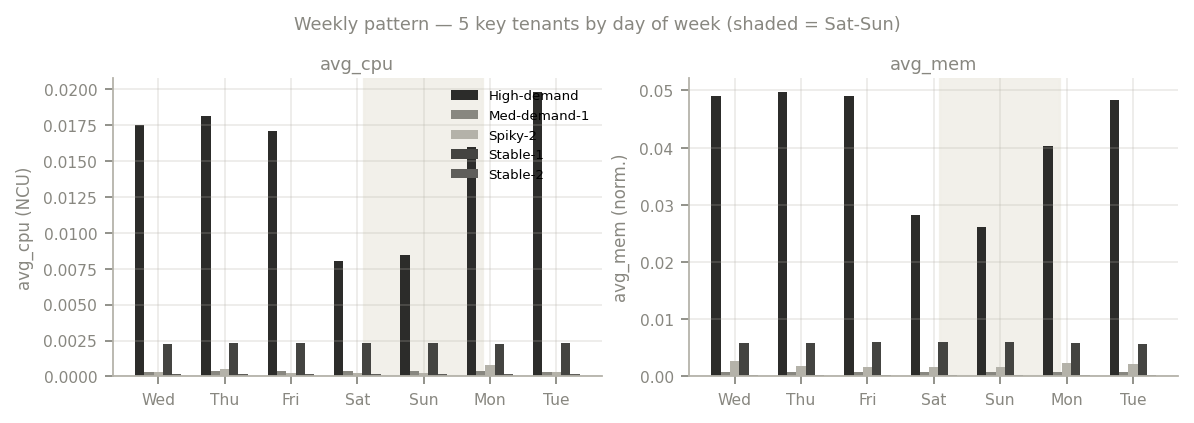 Weekly pattern — 5 key tenants by day of week (shaded = Sat-Sun)
avg_cpu
avg_cpu (NCU)
0.0200
0.0175
0.0150
0.0125
0.0100
0.0075
0.0050
0.0025
0.0000
High-demand
Med-demand-1
Spiky-2
Stable-1
Stable-2
Wed Thu Fri Sat Sun Mon Tue
avg_mem
avg_mem (norm.)
0.05
0.04
0.03
0.02
0.01
0.00
Wed Thu Fri Sat Sun Mon Tue